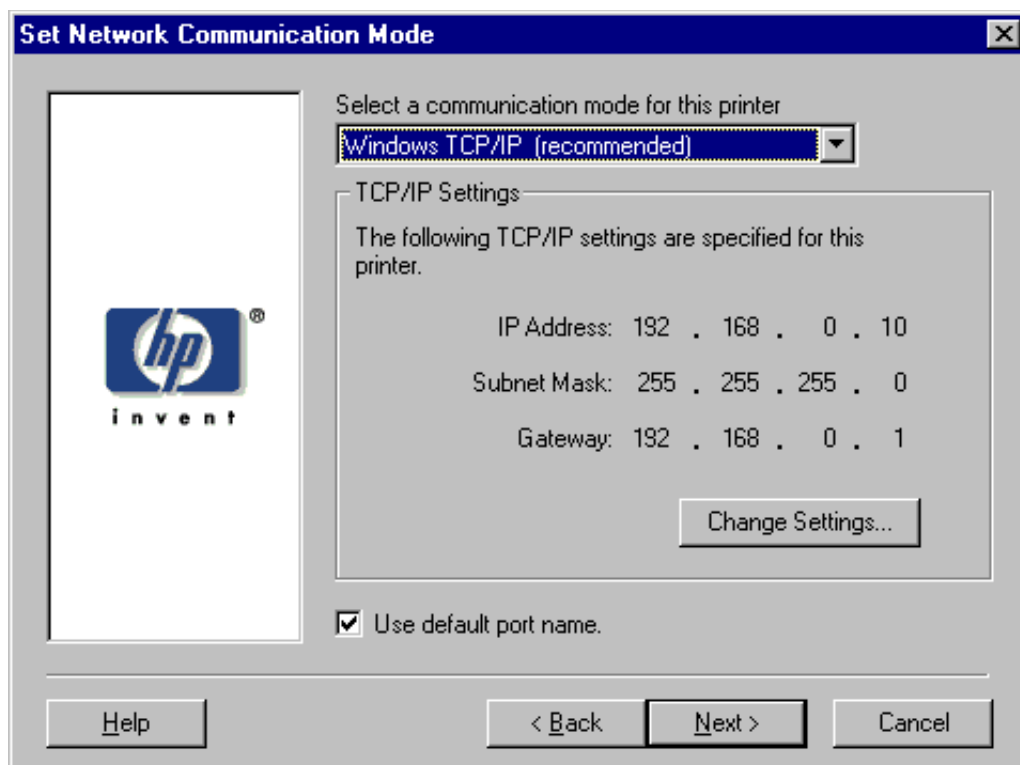 Set Network Communication Mode
Select a communication mode for this printer
Windows TCP/IP (recommended)
TCP/IP Settings
The following TCP/IP settings are specified for this
printer.
hp ®
invent
IP Address: 192 . 168 . 0 . 10
Subnet Mask: 255 . 255 . 255 . 0
Gateway: 192 . 168 . 0 . 1
Change Settings...
Use default port name.
Help
< Back
Next >
Cancel